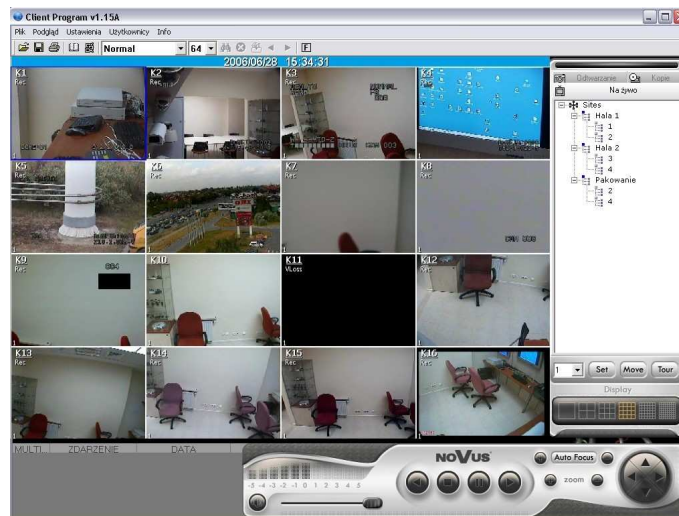 Client Program v1.15A
Plik Podgląd Ustawienia Użytkownicy Info
Normal 64 F
2006/06/28 15:34:31
K1
Rec
K2
Rec
K3
Rec
K4
Rec
Odtwarzanie Kopie
Na żywo
Sites
Hala 1
1
2
Hala 2
3
4
Pakowanie
2
4
K5
Rec
K6
Rec
K7
Rec
K8
Rec
K9
Rec
004
K10
Rec
K11
VLoss
K12
Rec
K13
Rec
K14
Rec
K15
Rec
K16
Rec
1 Set Move Tour
Display
MULTI... ZDARZENIE DATA
NOVUS
Auto Focus
zoom
-5 -4 -3 -2 -1 0 1 2 3 4 5